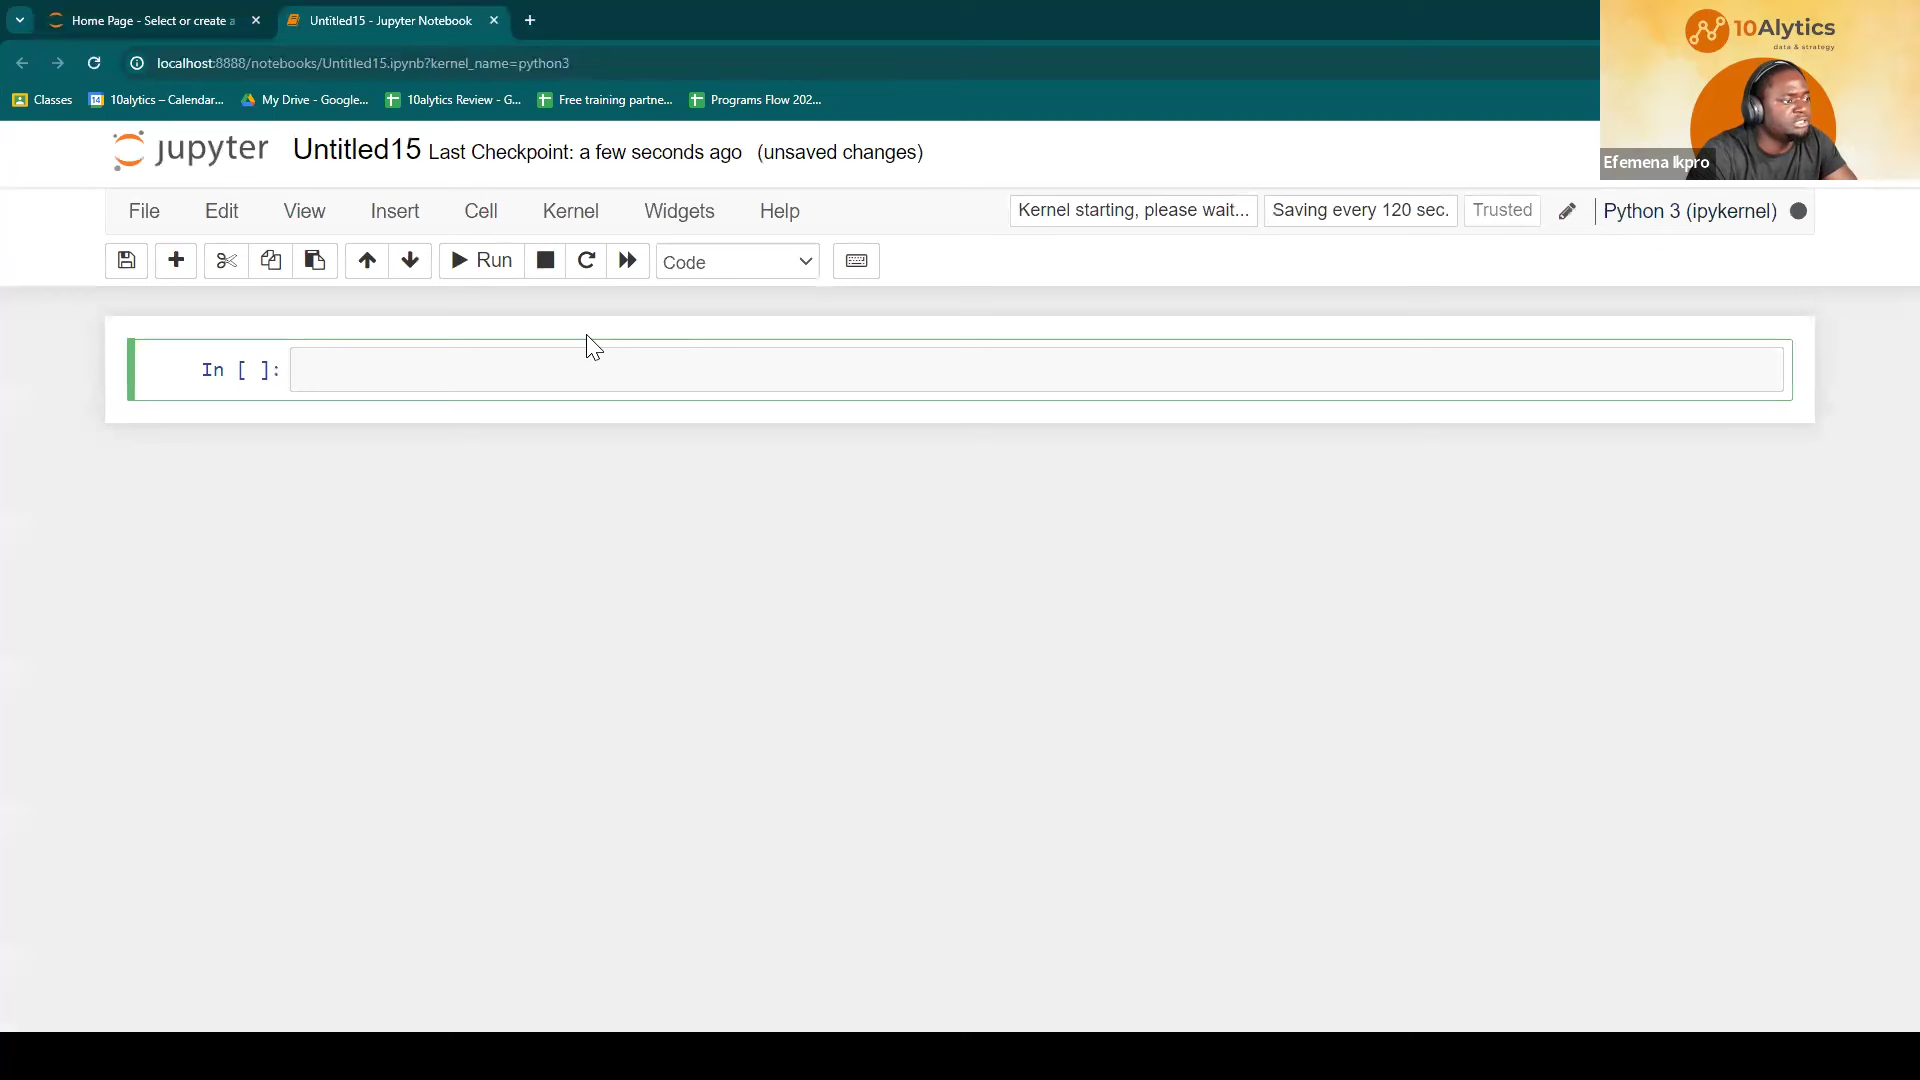 Home Page - Select or create a
Untitled15 - Jupyter Notebook
localhost:8888/notebooks/Untitled15.ipynb?kernel_name=python3
Classes
14
10alytics – Calendar...
My Drive - Google...
10alytics Review - G...
Free training partne...
Programs Flow 202...
10Alytics
data & strategy
Efemena Ikpro
jupyter
Untitled15 Last Checkpoint: a few seconds ago (unsaved changes)
File Edit View Insert Cell Kernel Widgets Help
Kernel starting, please wait... Saving every 120 sec. Trusted Python 3 (ipykernel)
Run Code
In [ ]: